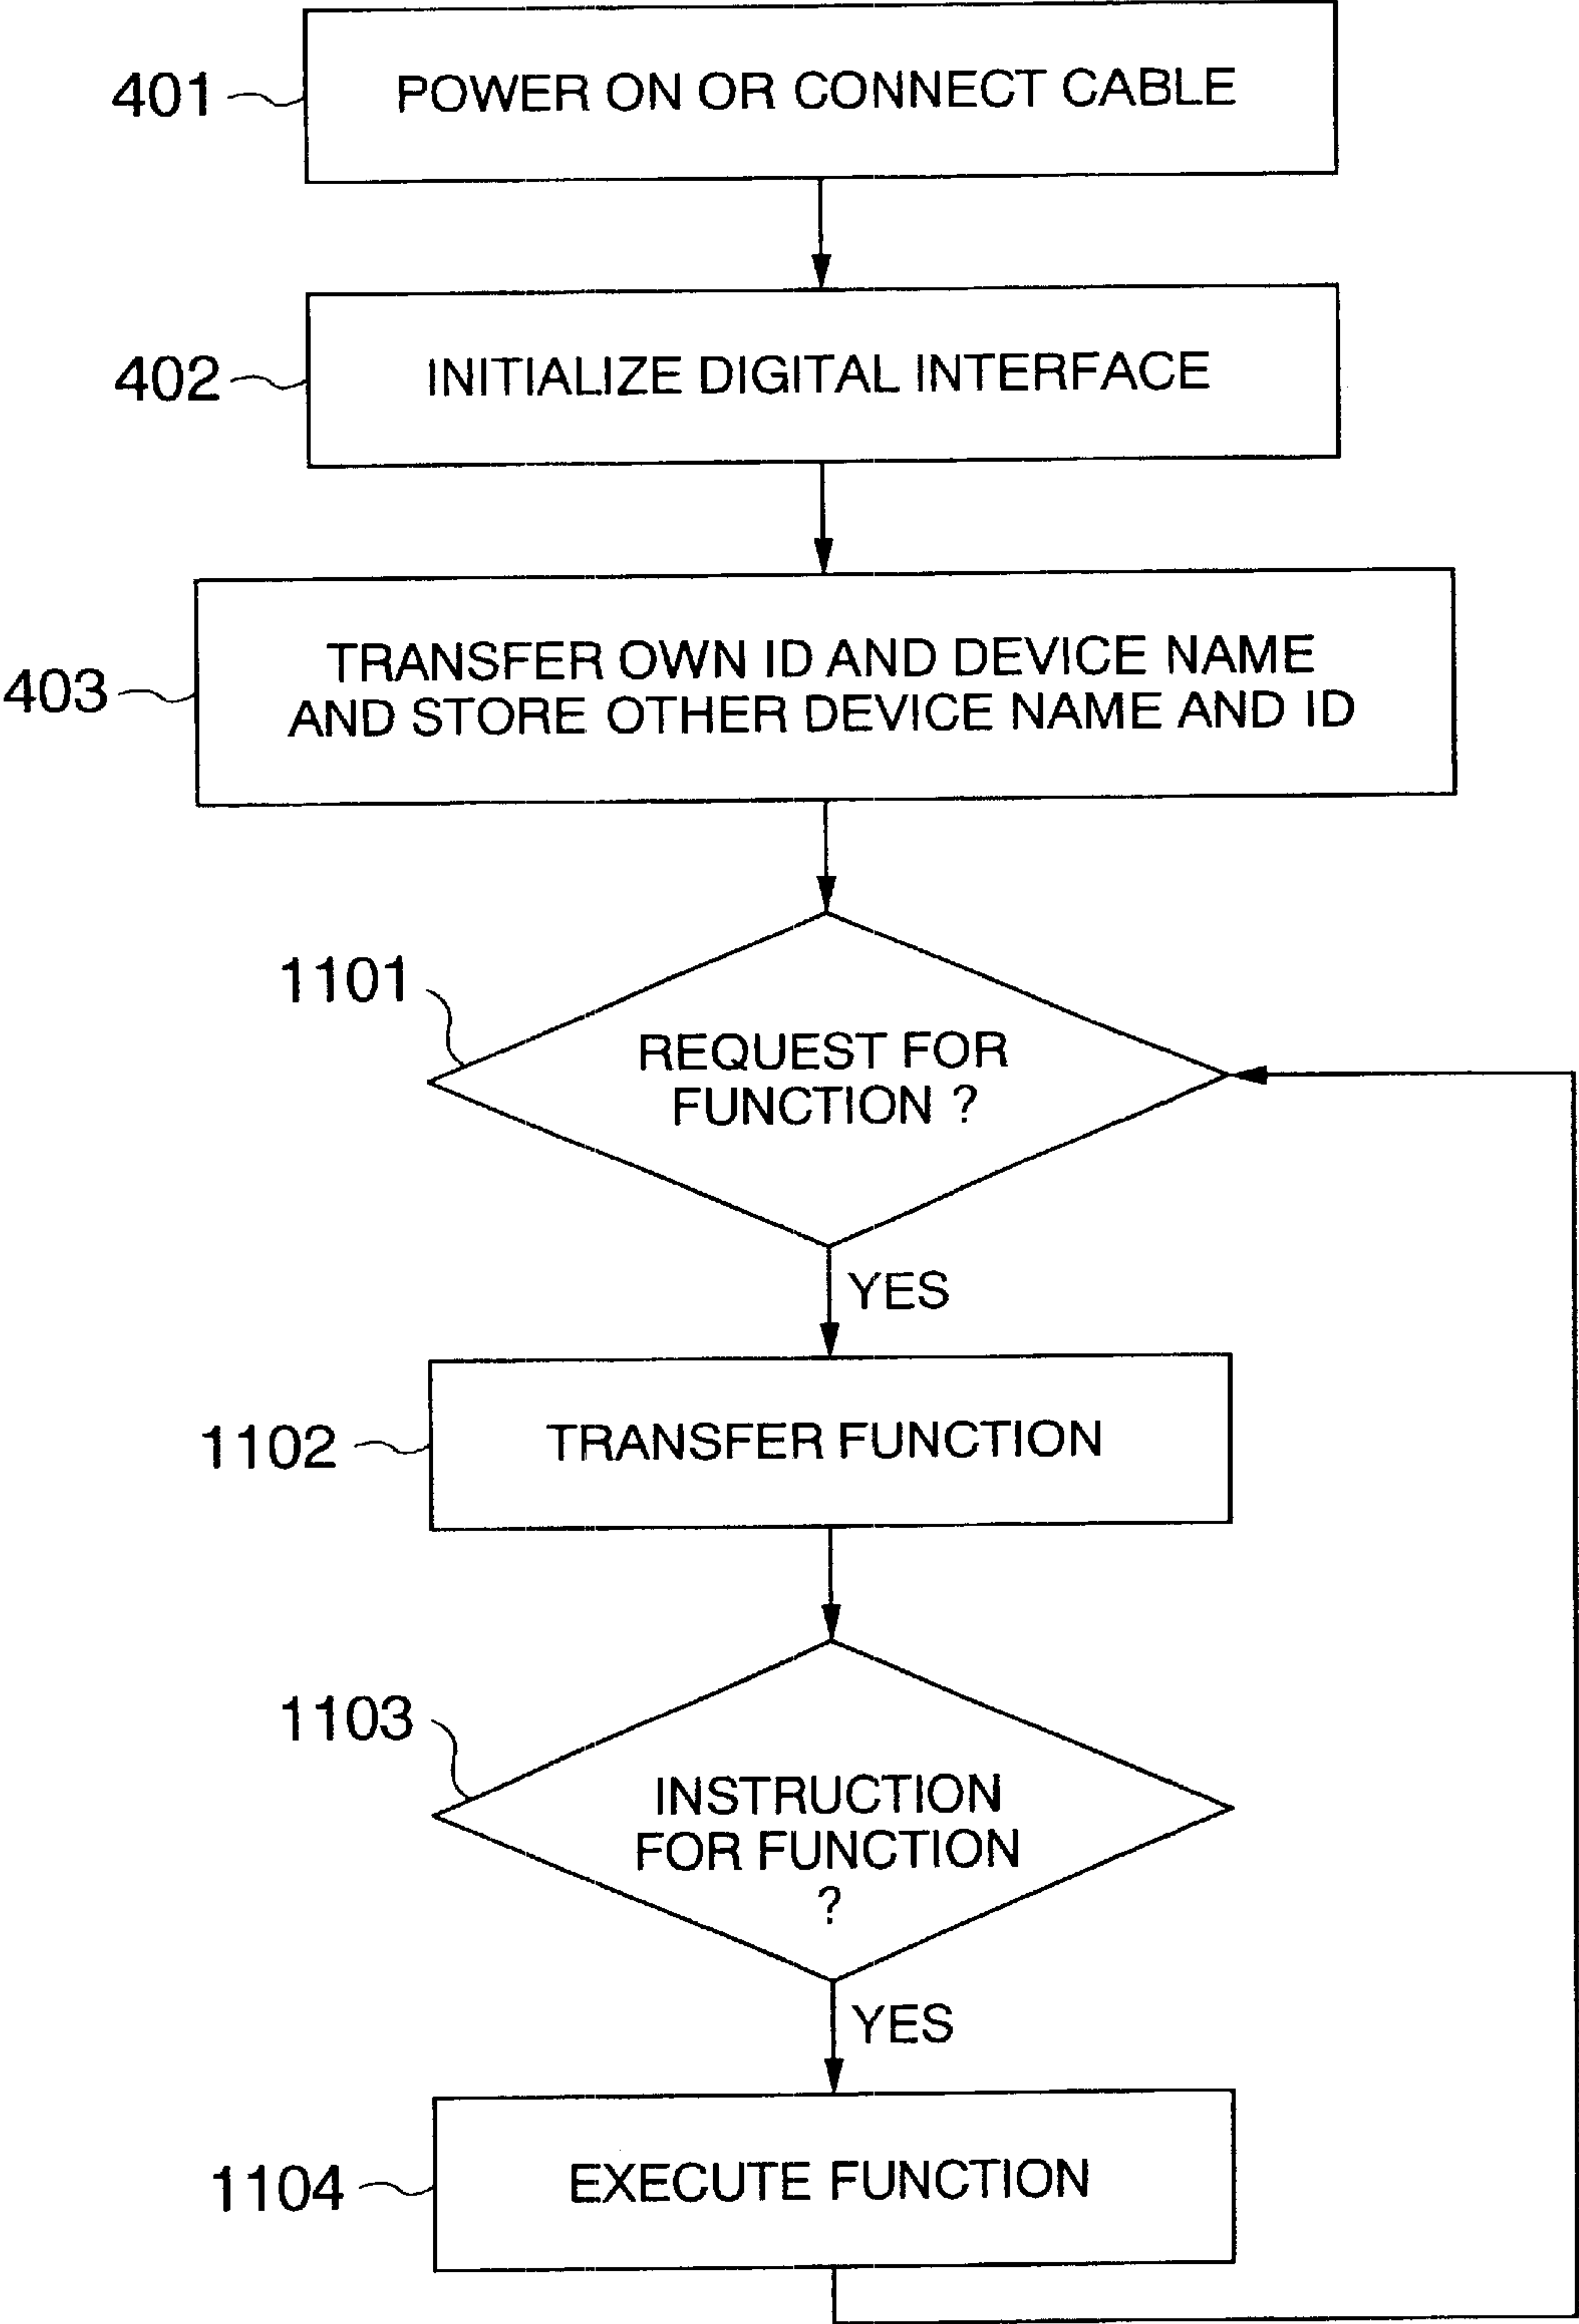 401
POWER ON OR CONNECT CABLE
402
INITIALIZE DIGITAL INTERFACE
403
TRANSFER OWN ID AND DEVICE NAME
AND STORE OTHER DEVICE NAME AND ID
1101
REQUEST FOR
FUNCTION ?
YES
1102
TRANSFER FUNCTION
1103
INSTRUCTION
FOR FUNCTION
?
YES
1104
EXECUTE FUNCTION